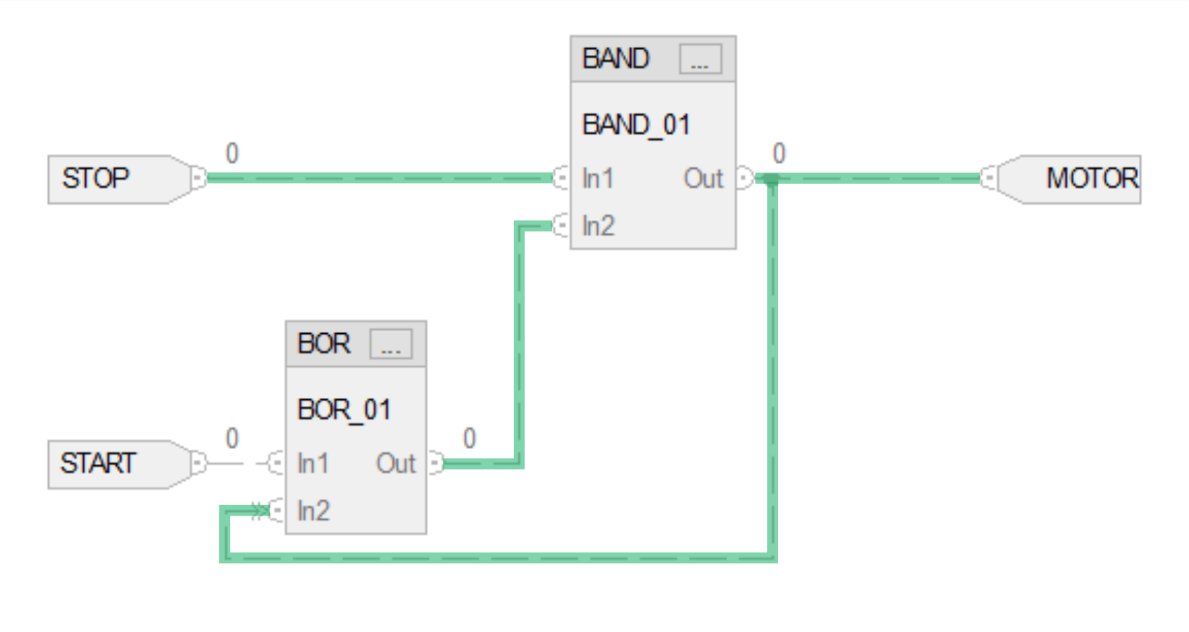 BAND ...
BAND_01
STOP 0 In1 Out 0 MOTOR
In2
BOR ...
BOR_01
START 0 In1 Out 0
In2